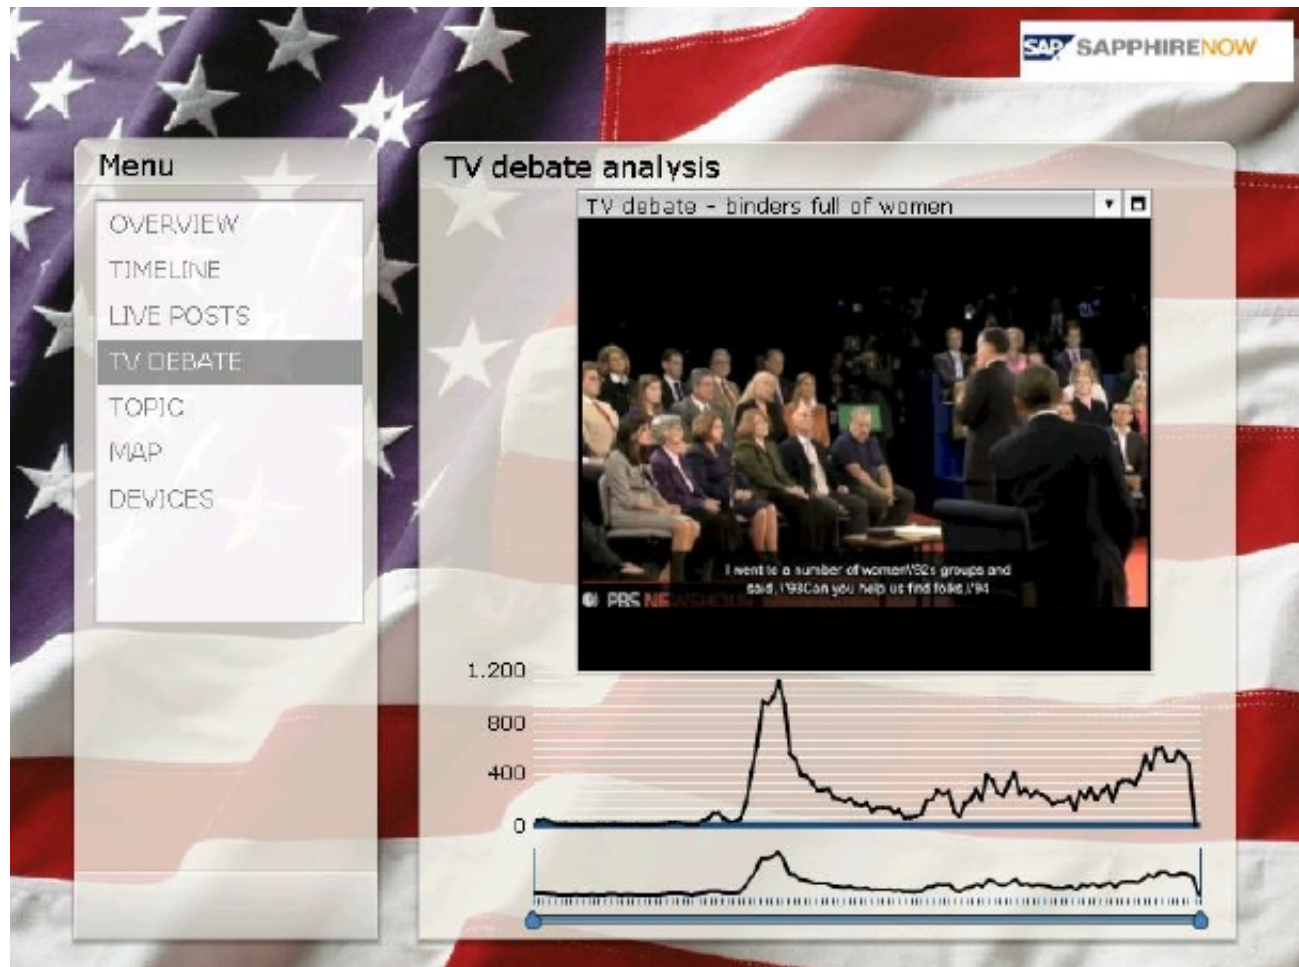 SAP SAPPHIRENOW
Menu
OVERVIEW
TIMELINE
LIVE POSTS
TV DEBATE
TOPIC
MAP
DEVICES
TV debate analysis
TV debate - binders full of women
I went to a number of women\'92s groups and
said, \'93Can you help us find folks,\'94
PBS NEWSHOUR
1.200
800
400
0